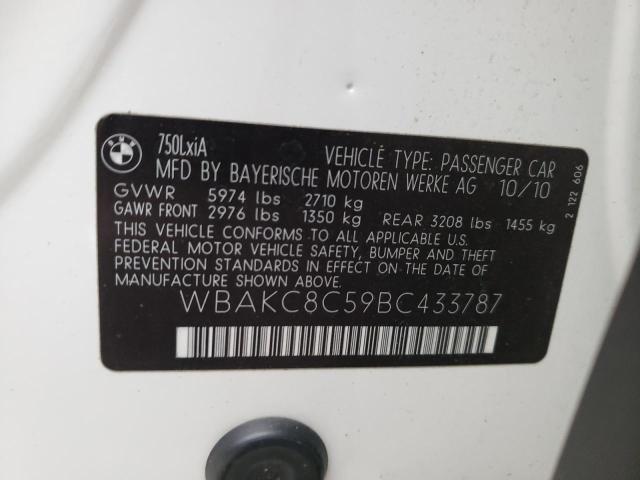 BMW
750LxiA
VEHICLE TYPE: PASSENGER CAR
MFD BY BAYERISCHE MOTOREN WERKE AG 10/10
GVWR 5974 lbs 2710 kg
GAWR FRONT 2976 lbs 1350 kg REAR 3208 lbs 1455 kg
THIS VEHICLE CONFORMS TO ALL APPLICABLE U.S.
FEDERAL MOTOR VEHICLE SAFETY, BUMPER AND THEFT
PREVENTION STANDARDS IN EFFECT ON THE DATE OF
MANUFACTURE SHOWN ABOVE.
WBAKC8C59BC433787
2 122 606